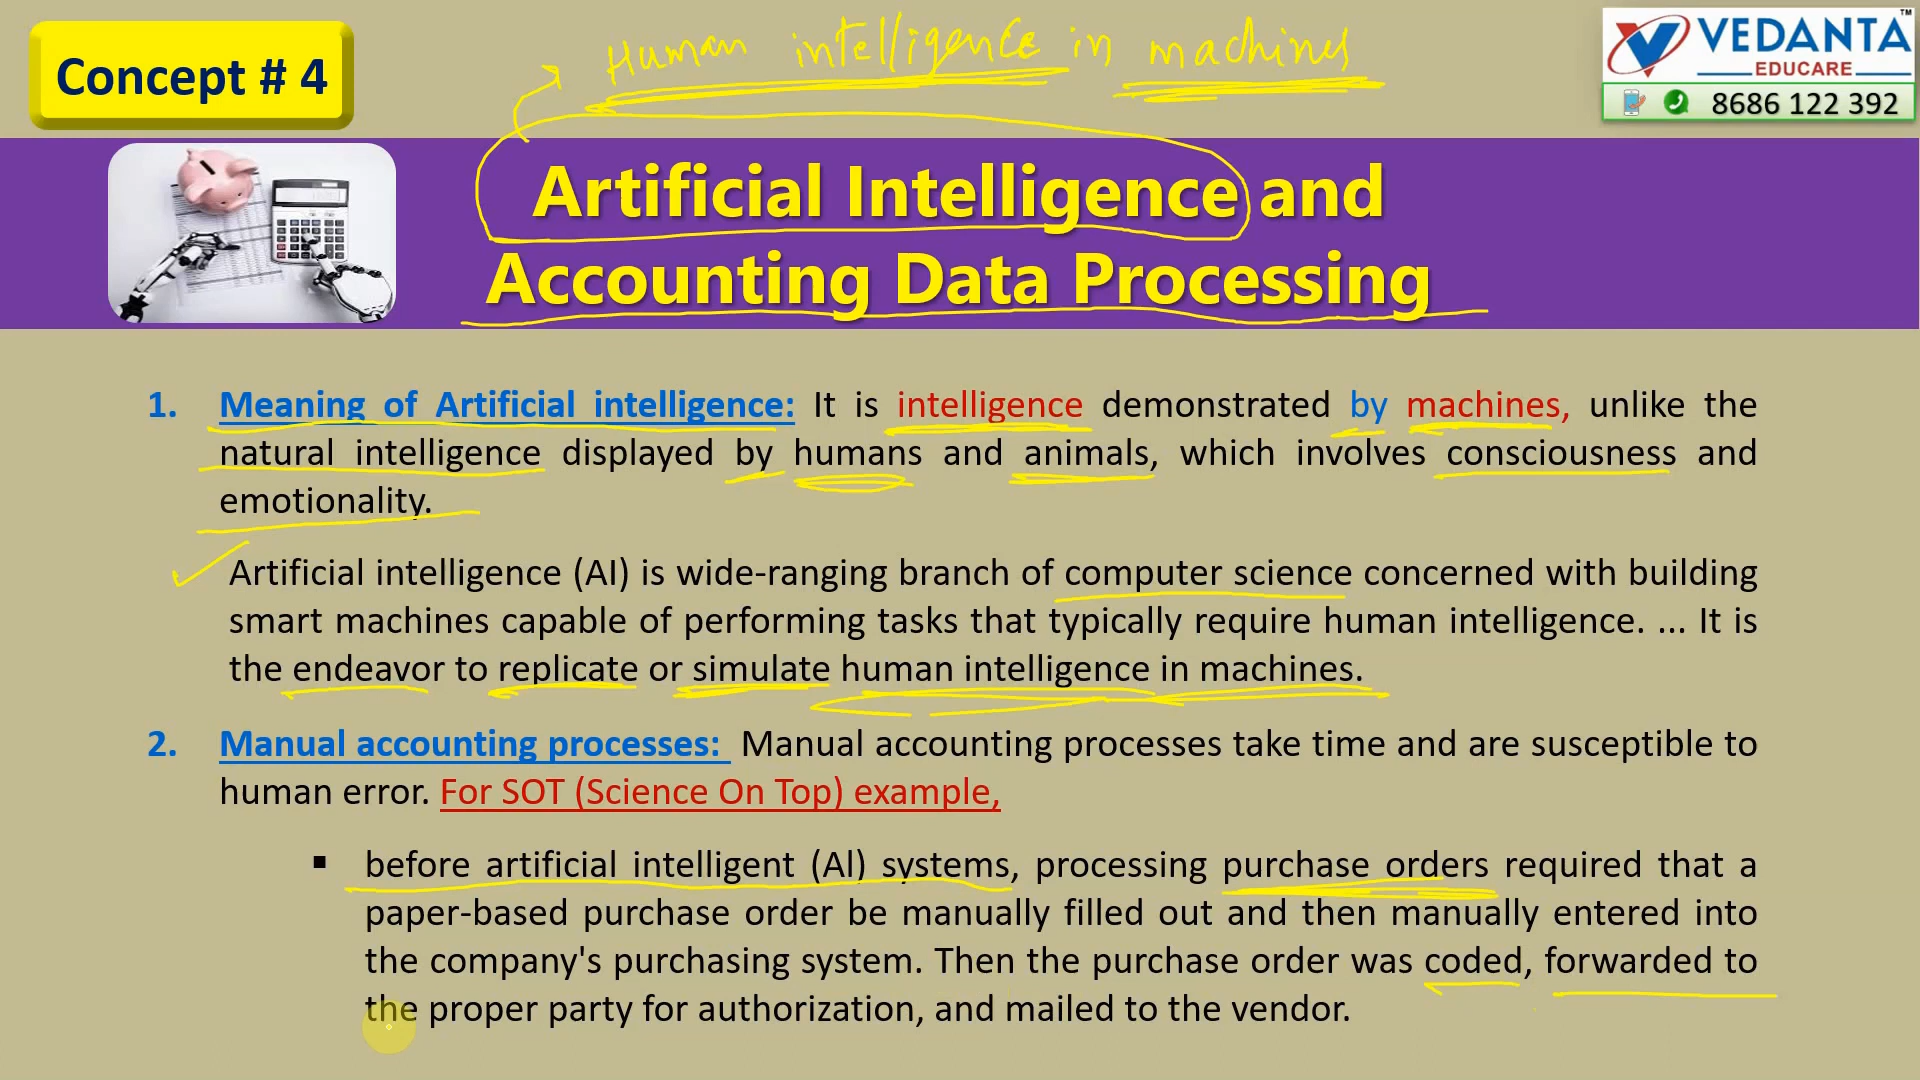 Human intelligence in machines
Concept # 4
VEDANTA™
EDUCARE
8686 122 392
Artificial Intelligence and
Accounting Data Processing
1. Meaning of Artificial intelligence: It is intelligence demonstrated by machines, unlike the
natural intelligence displayed by humans and animals, which involves consciousness and
emotionality.
Artificial intelligence (AI) is wide-ranging branch of computer science concerned with building
smart machines capable of performing tasks that typically require human intelligence. ... It is
the endeavor to replicate or simulate human intelligence in machines.
2. Manual accounting processes: Manual accounting processes take time and are susceptible to
human error. For SOT (Science On Top) example,
▪ before artificial intelligent (Al) systems, processing purchase orders required that a
paper-based purchase order be manually filled out and then manually entered into
the company's purchasing system. Then the purchase order was coded, forwarded to
the proper party for authorization, and mailed to the vendor.